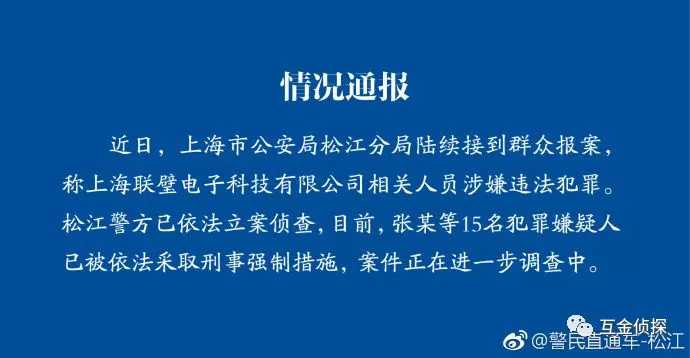 情况通报
近日，上海市公安局松江分局陆续接到群众报案，
称上海联璧电子科技有限公司相关人员涉嫌违法犯罪。
松江警方已依法立案侦查，目前，张某等15名犯罪嫌疑人
已被依法采取刑事强制措施，案件正在进一步调查中。
互金侦探
@警民直通车-松江